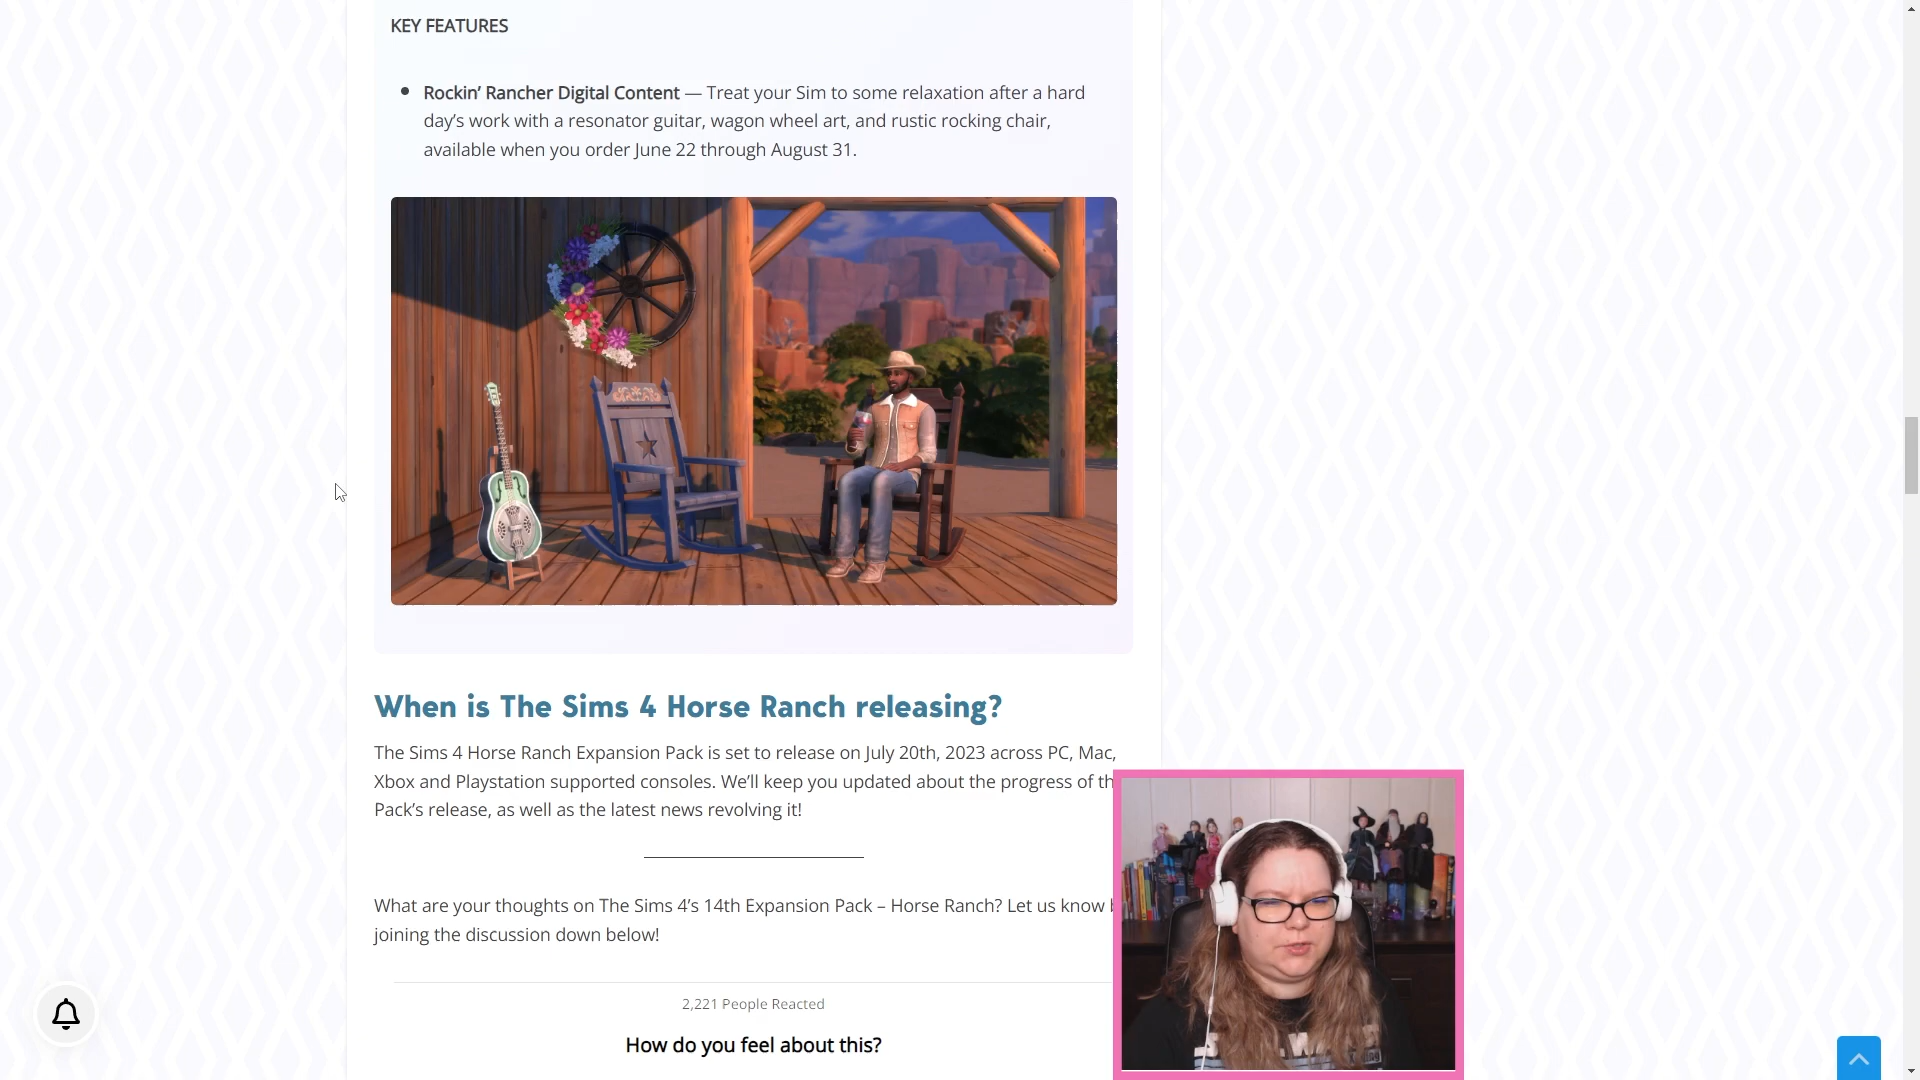 KEY FEATURES
Rockin’ Rancher Digital Content — Treat your Sim to some relaxation after a hard
day’s work with a resonator guitar, wagon wheel art, and rustic rocking chair,
available when you order June 22 through August 31.
When is The Sims 4 Horse Ranch releasing?
The Sims 4 Horse Ranch Expansion Pack is set to release on July 20th, 2023 across PC, Mac,
Xbox and Playstation supported consoles. We’ll keep you updated about the progress of
Pack’s release, as well as the latest news revolving it!
What are your thoughts on The Sims 4’s 14th Expansion Pack – Horse Ranch? Let us know
joining the discussion down below!
2,221 People Reacted
How do you feel about this?